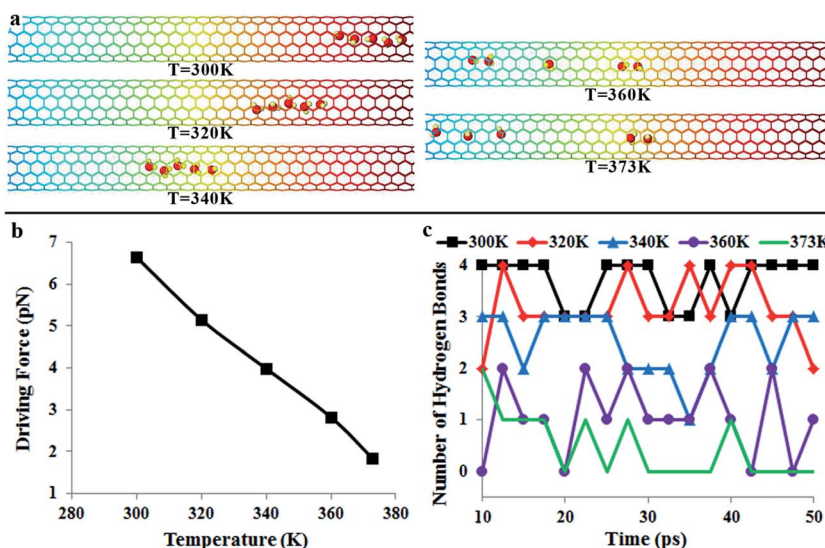 a
T=300K
T=320K
T=340K
T=360K
T=373K
b
7
6
5
4
3
2
1
280 300 320 340 360 380
Driving Force (pN)
Temperature (K)
c
300K 320K 340K 360K 373K
4
3
2
1
0
10 20 30 40 50
Number of Hydrogen Bonds
Time (ps)